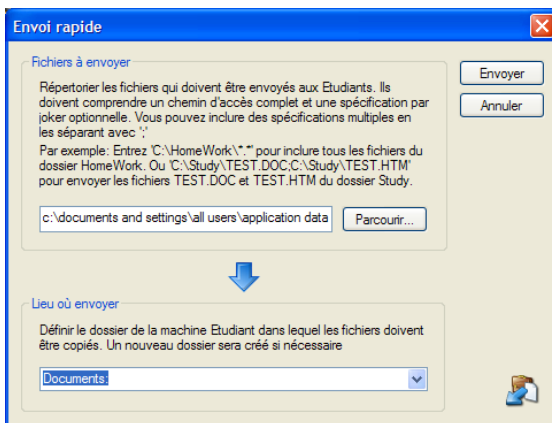 Envoi rapide
Fichiers à envoyer
Répertorier les fichiers qui doivent être envoyés aux Etudiants. Ils
doivent comprendre un chemin d'accès complet et une spécification par
joker optionnelle. Vous pouvez inclure des spécifications multiples en
les séparant avec ';'
Par exemple: Entrez 'C:\HomeWork\*.*' pour inclure tous les fichiers du
dossier HomeWork. Ou 'C:\Study\TEST.DOC;C:\Study\TEST.HTM'
pour envoyer les fichiers TEST.DOC et TEST.HTM du dossier Study.
c:\documents and settings\all users\application data
Parcourir...
Envoyer
Annuler
Lieu où envoyer
Définir le dossier de la machine Etudiant dans lequel les fichiers doivent
être copiés. Un nouveau dossier sera créé si nécessaire
Documents: